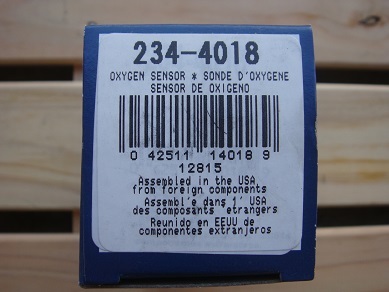 234-4018
OXYGEN SENSOR * SONDE D'OXYGENE
SENSOR DE OXIGENO
0 42511 14018 9
12815
Assembled in the USA
from foreign components
Assembl'e dans l' USA
des composants etrangers
Reunido en EEUU de
componentes extranjeros